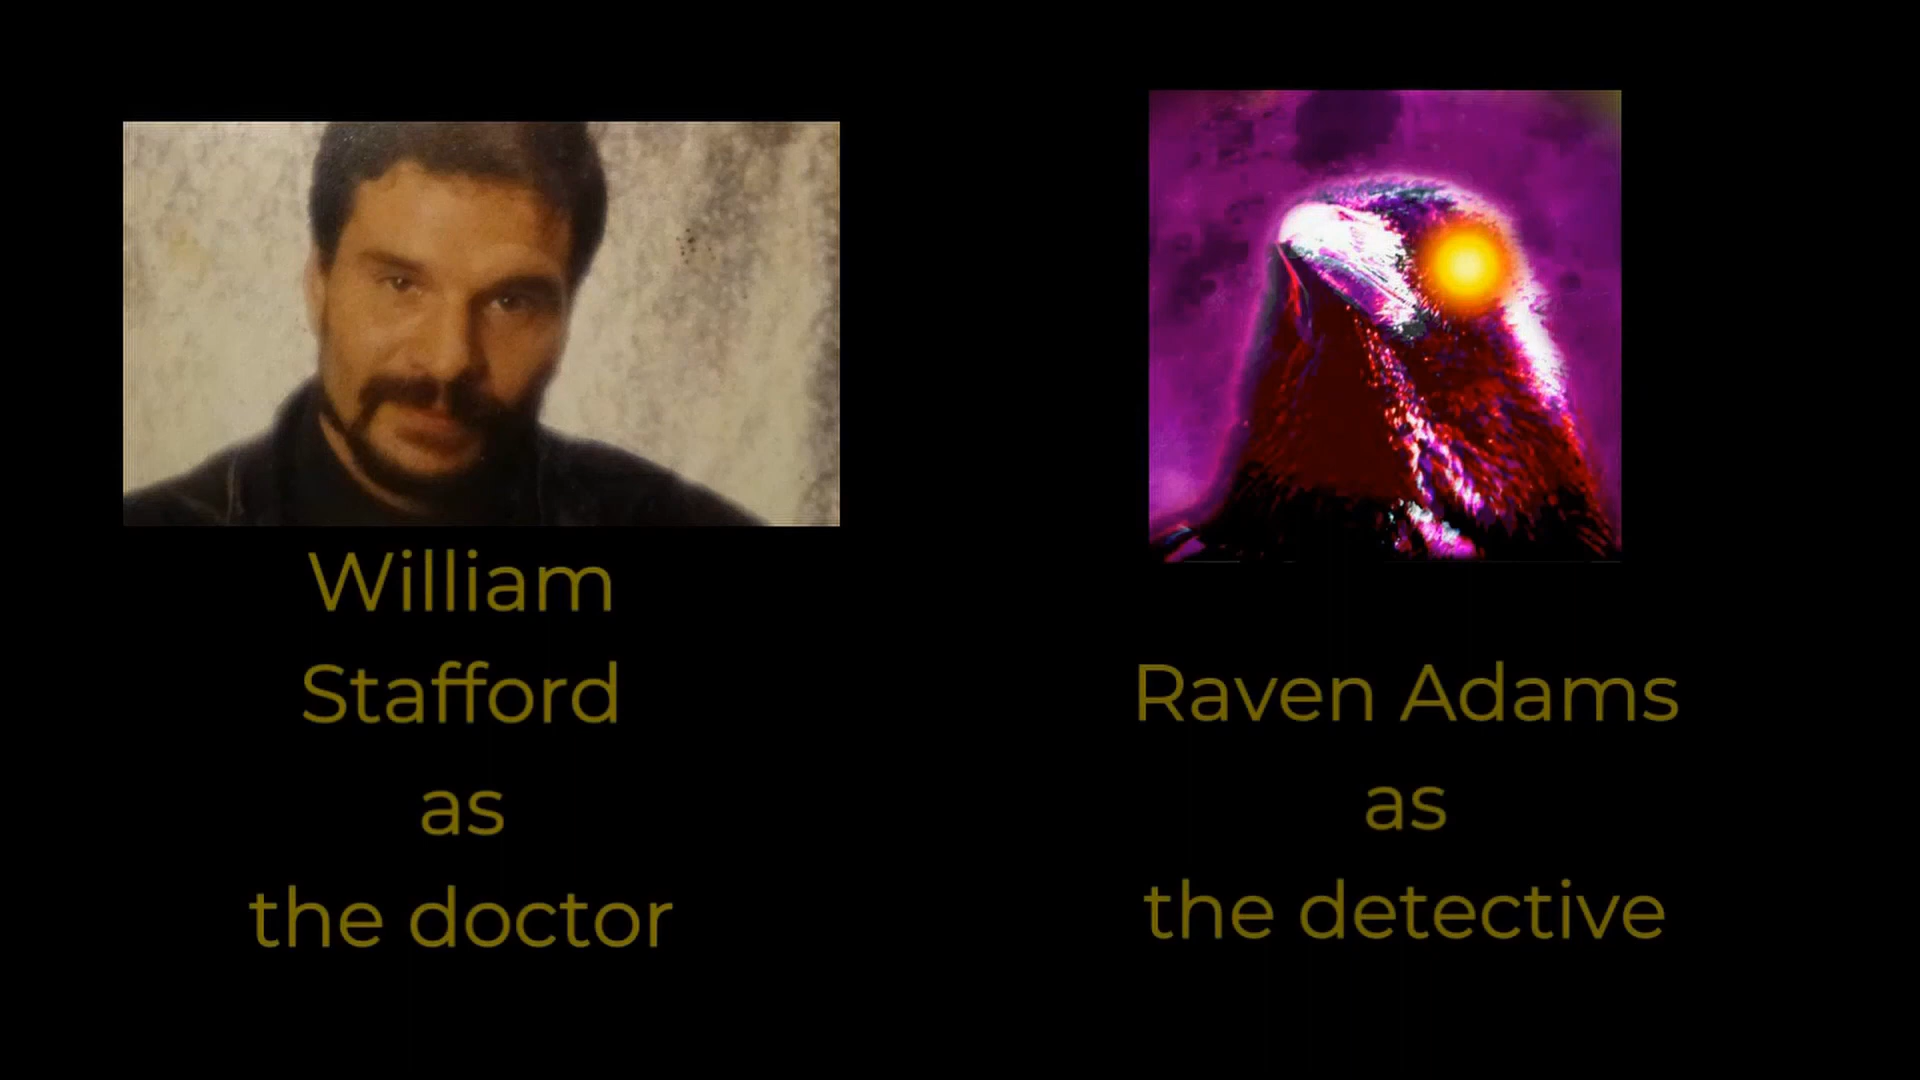 William
Stafford
as
the doctor
Raven Adams
as
the detective